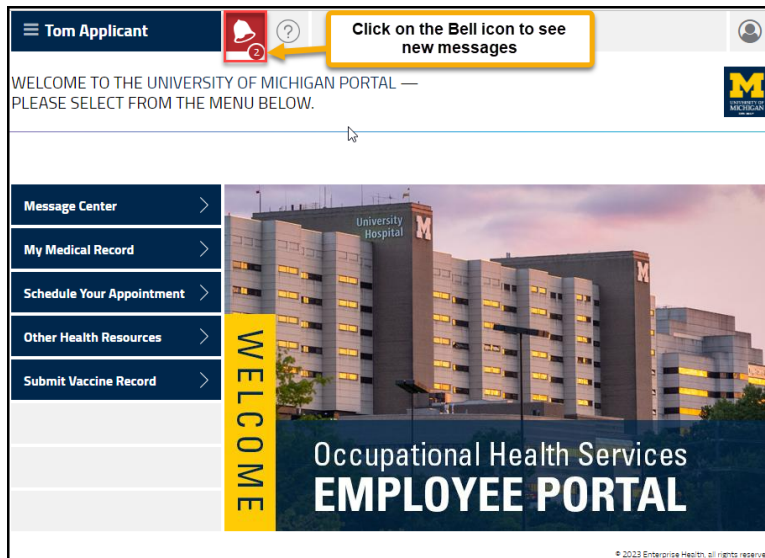 Tom Applicant
2
?
Click on the Bell icon to see
new messages
WELCOME TO THE UNIVERSITY OF MICHIGAN PORTAL —
PLEASE SELECT FROM THE MENU BELOW.
M
UNIVERSITY OF
MICHIGAN
Message Center
My Medical Record
Schedule Your Appointment
Other Health Resources
Submit Vaccine Record
University
Hospital
M
M
WELCOME
Occupational Health Services
EMPLOYEE PORTAL
© 2023 Enterprise Health, all rights reserve